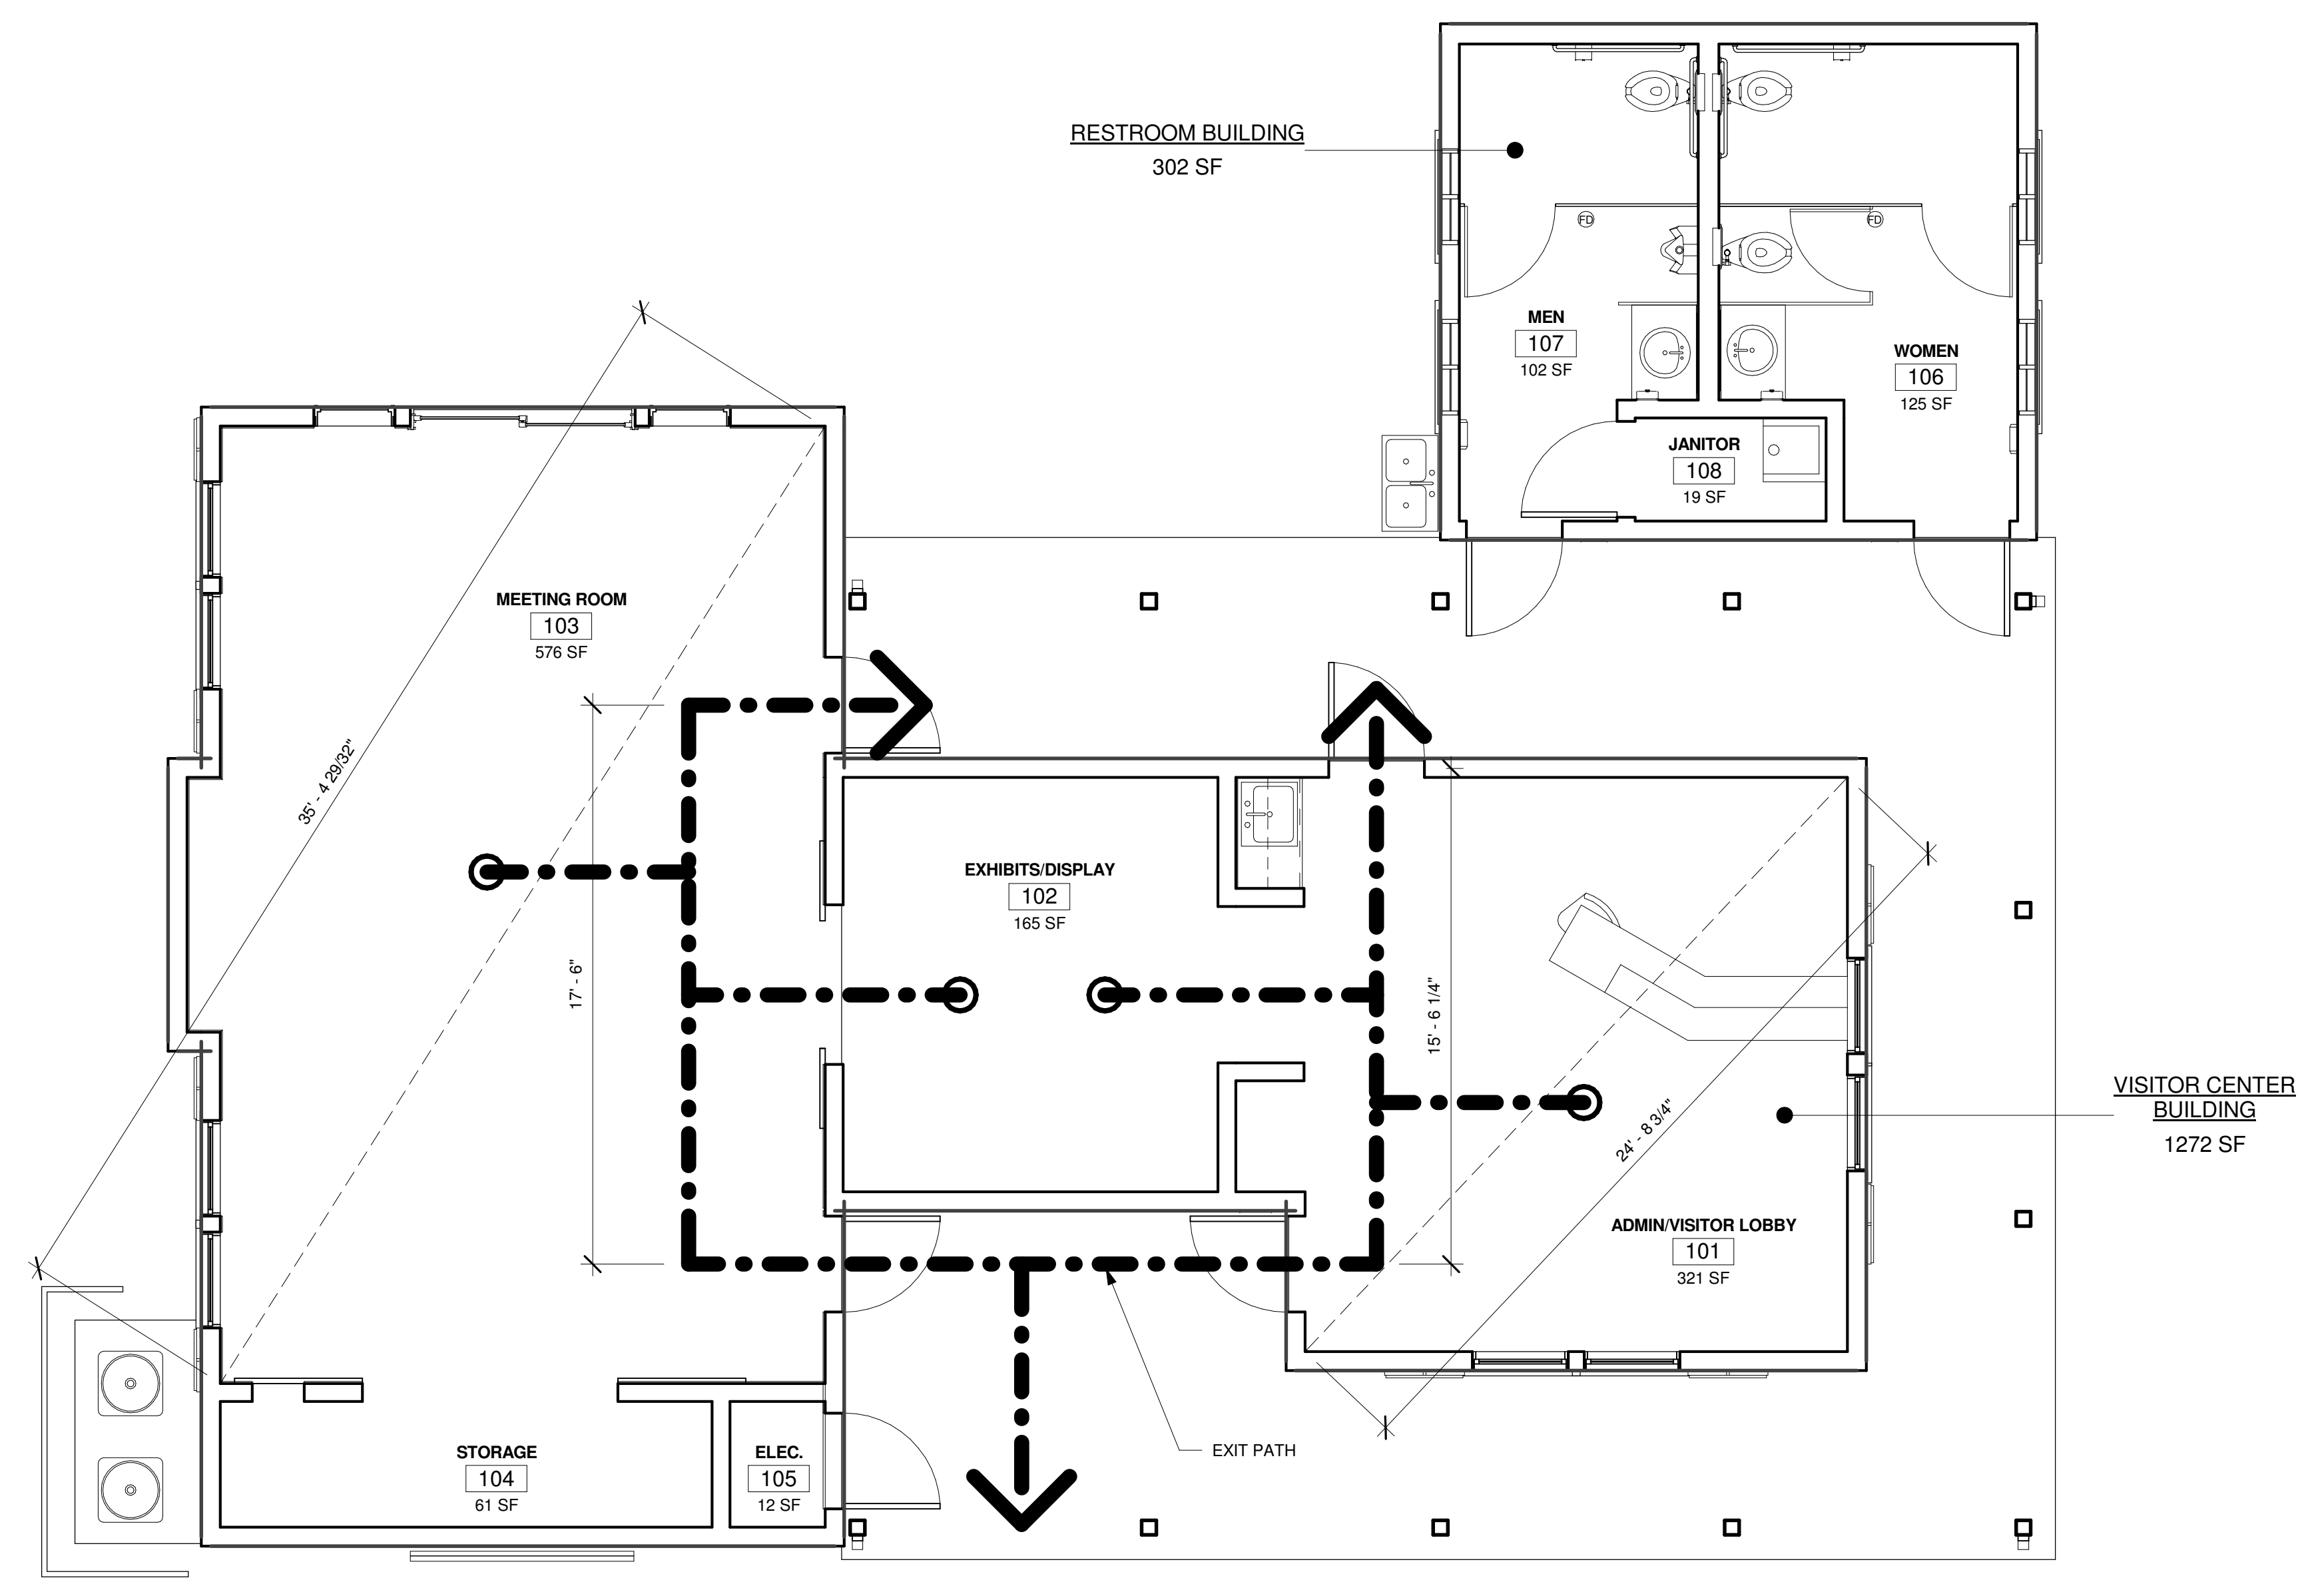 RESTROOM BUILDING
302 SF
FD
FD
MEN
107
102 SF
WOMEN
106
125 SF
JANITOR
108
19 SF
MEETING ROOM
103
576 SF
35' - 4 29/32"
17' - 6"
EXHIBITS/DISPLAY
102
165 SF
15' - 6 1/4"
24' - 8 3/4"
VISITOR CENTER
BUILDING
1272 SF
ADMIN/VISITOR LOBBY
101
321 SF
EXIT PATH
STORAGE
104
61 SF
ELEC.
105
12 SF